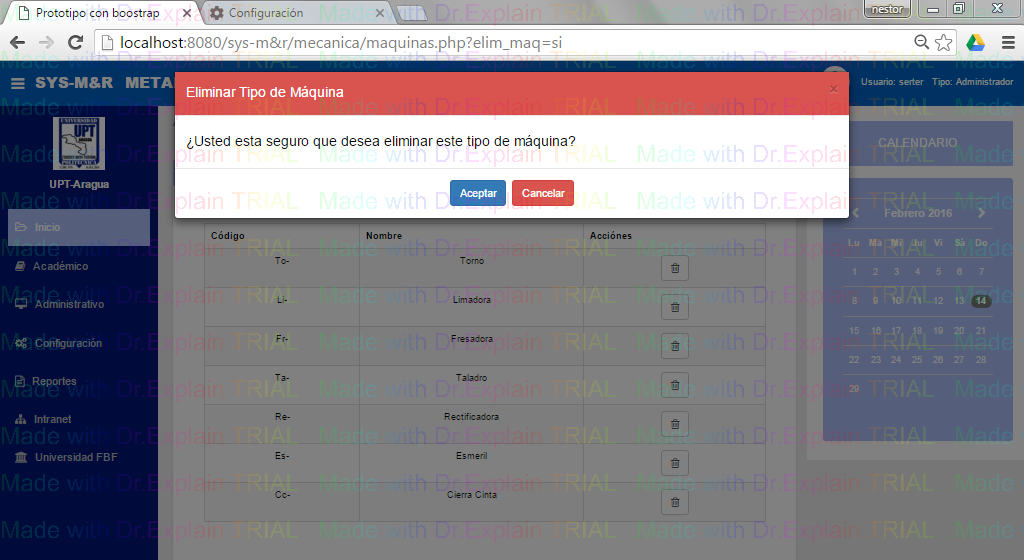 Prototipo con boostrap
Configuración
nestor
localhost:8080/sys-m&r/mecanica/maquinas.php?elim_maq=si
SYS-M&R META
Usuario: serter Tipo: Administrador
Eliminar Tipo de Máquina
×
¿Usted esta seguro que desea eliminar este tipo de máquina?
Aceptar Cancelar
UNIVERSIDAD
UPT
ARAGUA
UPT-Aragua
Inicio
Académico
Administrativo
Configuración
Reportes
Intranet
Universidad FBF
Código Nombre Acciónes
To- Torno
Li- Limadora
Fr- Fresadora
Ta- Taladro
Re- Rectificadora
Es- Esmeril
Cc- Cierra Cinta
CALENDARIO
Febrero 2016
Lu Ma Mi Ju Vi Sá Do
1 2 3 4 5 6 7
8 9 10 11 12 13 14
15 16 17 18 19 20 21
22 23 24 25 26 27 28
29
Made with Dr.Explain TRIAL